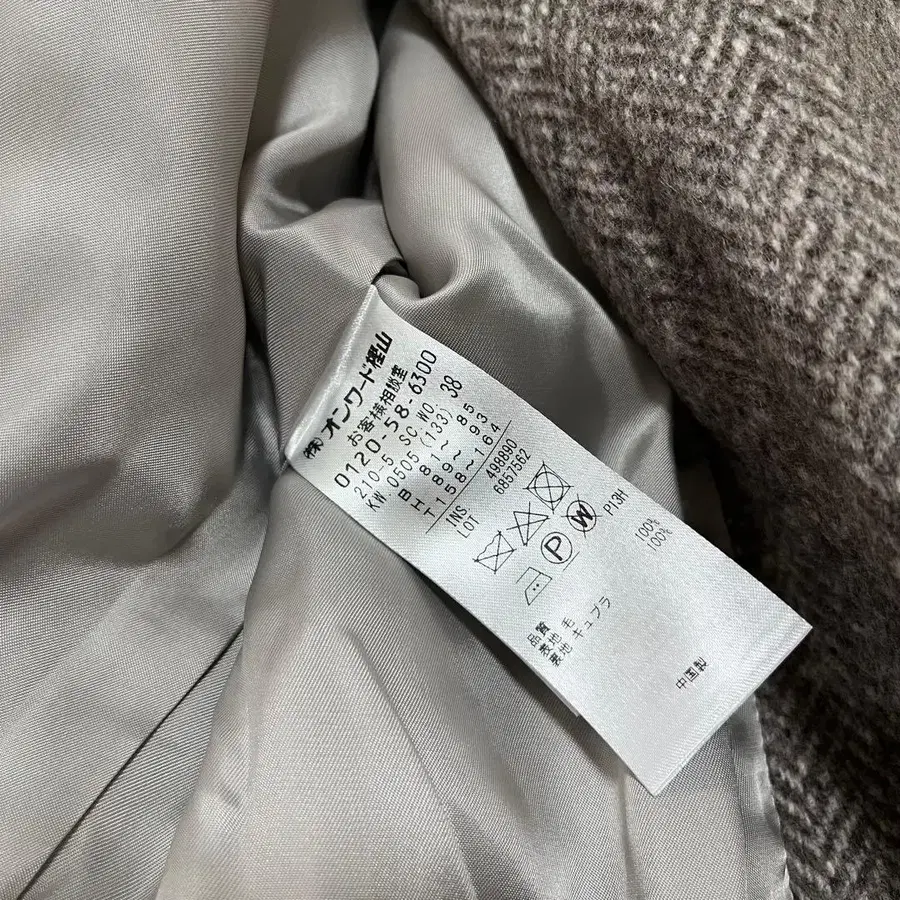 (株)オンワード樫山
お客様相談室
0120-58-6300
210-5 SC.WO. 38
KW 0505 (133)
B 81～ 85
H 89～ 93
T 158～164
INS 498890
LOT 6857562
P
W
P13H
品質
表地 毛 100%
裏地 キュプラ 100%
中国製